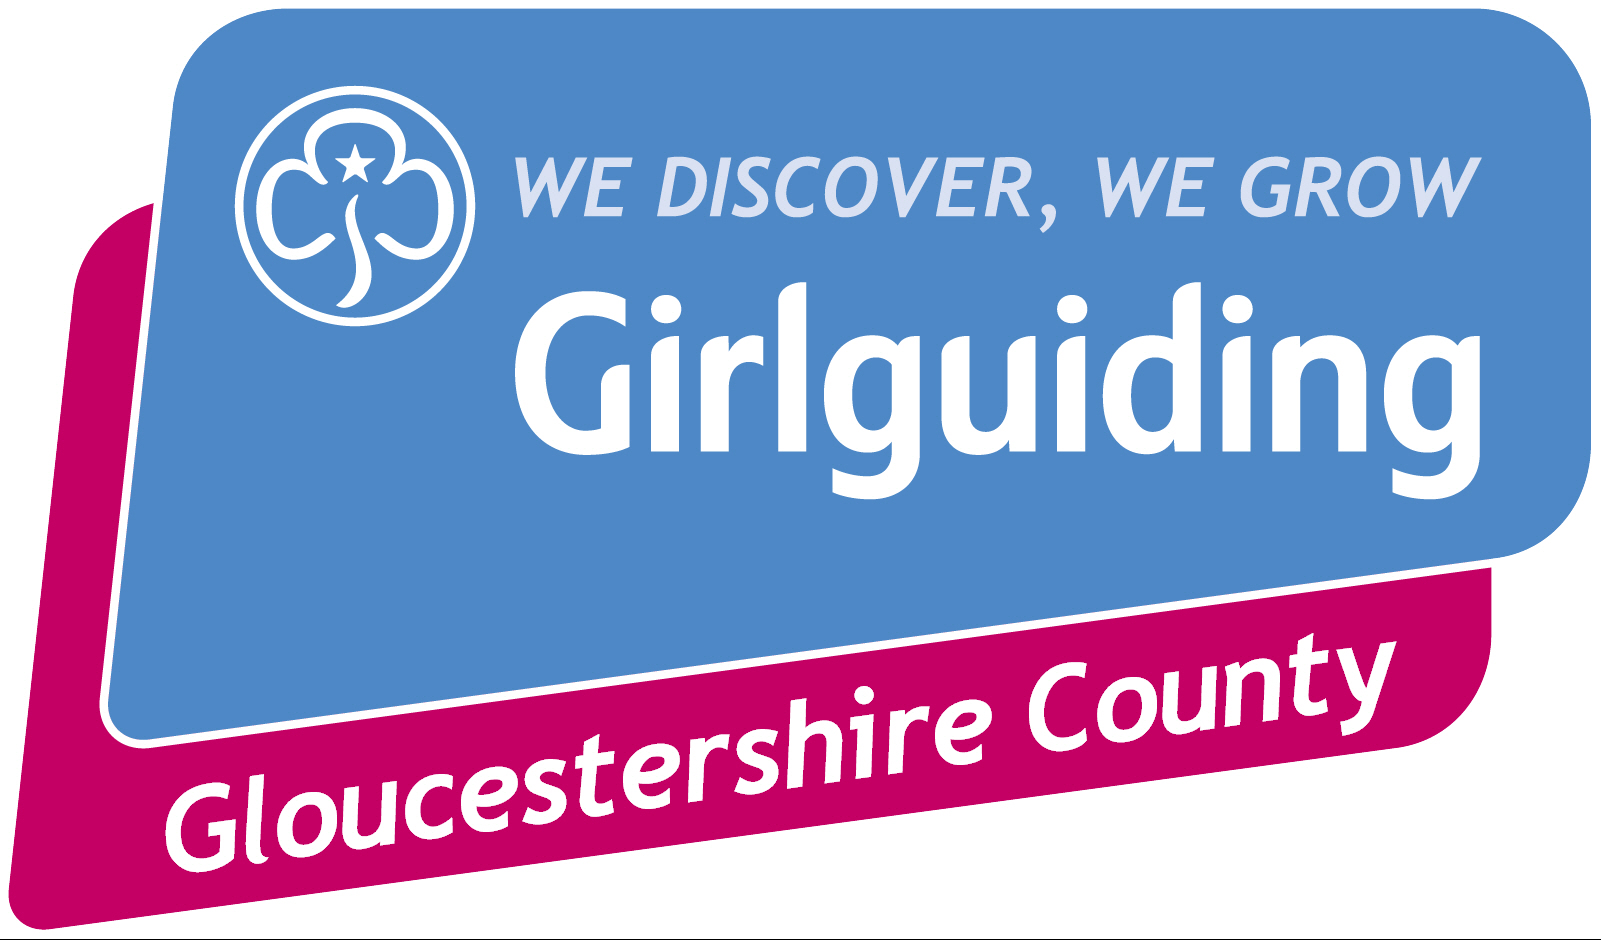 WE DISCOVER, WE GROW
Girlguiding
Gloucestershire County